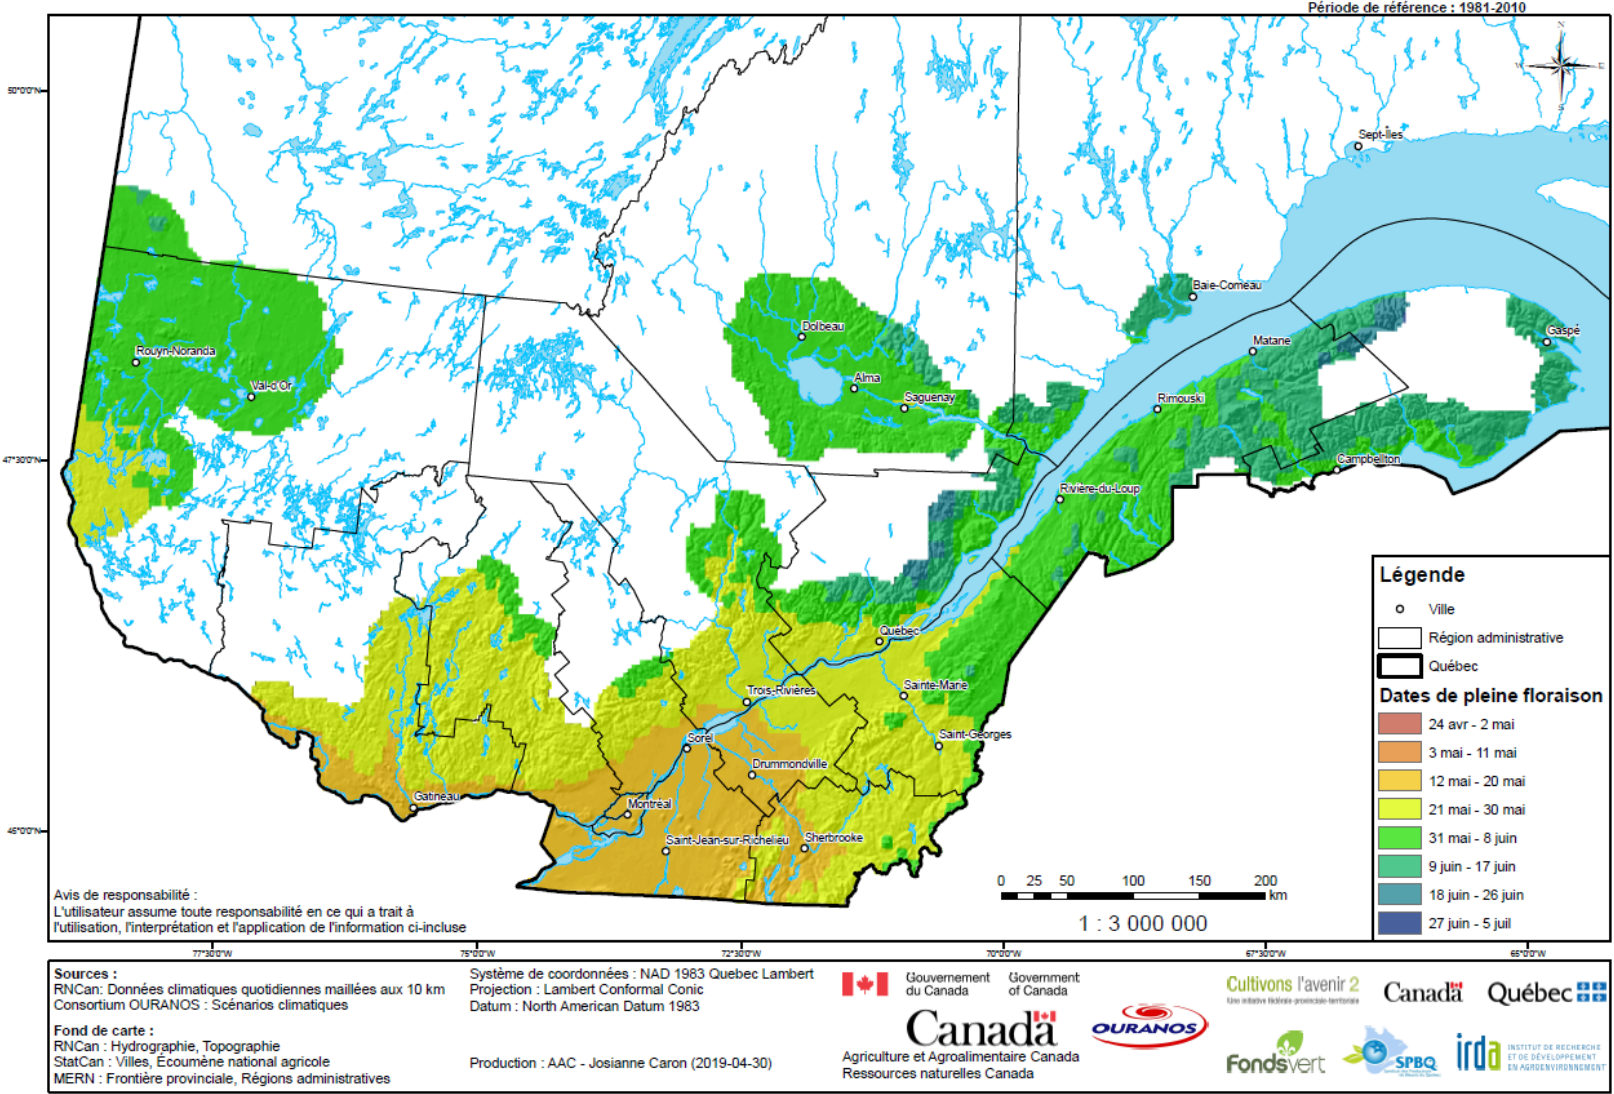 Période de référence : 1981-2010
N
W
E
S
50°0'0"N
47°30'0"N
45°0'0"N
Sept-Îles
Baie-Comeau
Dolbeau
Matane
Gaspé
Rouyn-Noranda
Alma
Val-d'Or
Saguenay
Rimouski
Campbellton
Rivière-du-Loup
Québec
Trois-Rivières
Sainte-Marie
Sorel
Saint-Georges
Drummondville
Gatineau
Montréal
Saint-Jean-sur-Richelieu
Sherbrooke
Légende
Ville
Région administrative
Québec
Dates de pleine floraison
24 avr - 2 mai
3 mai - 11 mai
12 mai - 20 mai
21 mai - 30 mai
31 mai - 8 juin
9 juin - 17 juin
18 juin - 26 juin
27 juin - 5 juil
0 25 50 100 150 200
km
1 : 3 000 000
Avis de responsabilité :
L'utilisateur assume toute responsabilité en ce qui a trait à
l'utilisation, l'interprétation et l'application de l'information ci-incluse
77°30'0"W 75°0'0"W 72°30'0"W 70°0'0"W 67°30'0"W 65°0'0"W
Sources :
RNCan: Données climatiques quotidiennes maillées aux 10 km
Consortium OURANOS : Scénarios climatiques
Fond de carte :
RNCan : Hydrographie, Topographie
StatCan : Villes, Écoumène national agricole
MERN : Frontière provinciale, Régions administratives
Système de coordonnées : NAD 1983 Quebec Lambert
Projection : Lambert Conformal Conic
Datum : North American Datum 1983
Production : AAC - Josianne Caron (2019-04-30)
Gouvernement du Canada
Government of Canada
Canada
Agriculture et Agroalimentaire Canada
Ressources naturelles Canada
OURANOS
Cultivons l'avenir 2
Une initiative fédérale-provinciale-territoriale
Canada
Québec
Fondsvert
SPBQ
irda
INSTITUT DE RECHERCHE
ET DE DÉVELOPPEMENT
EN AGROENVIRONNEMENT